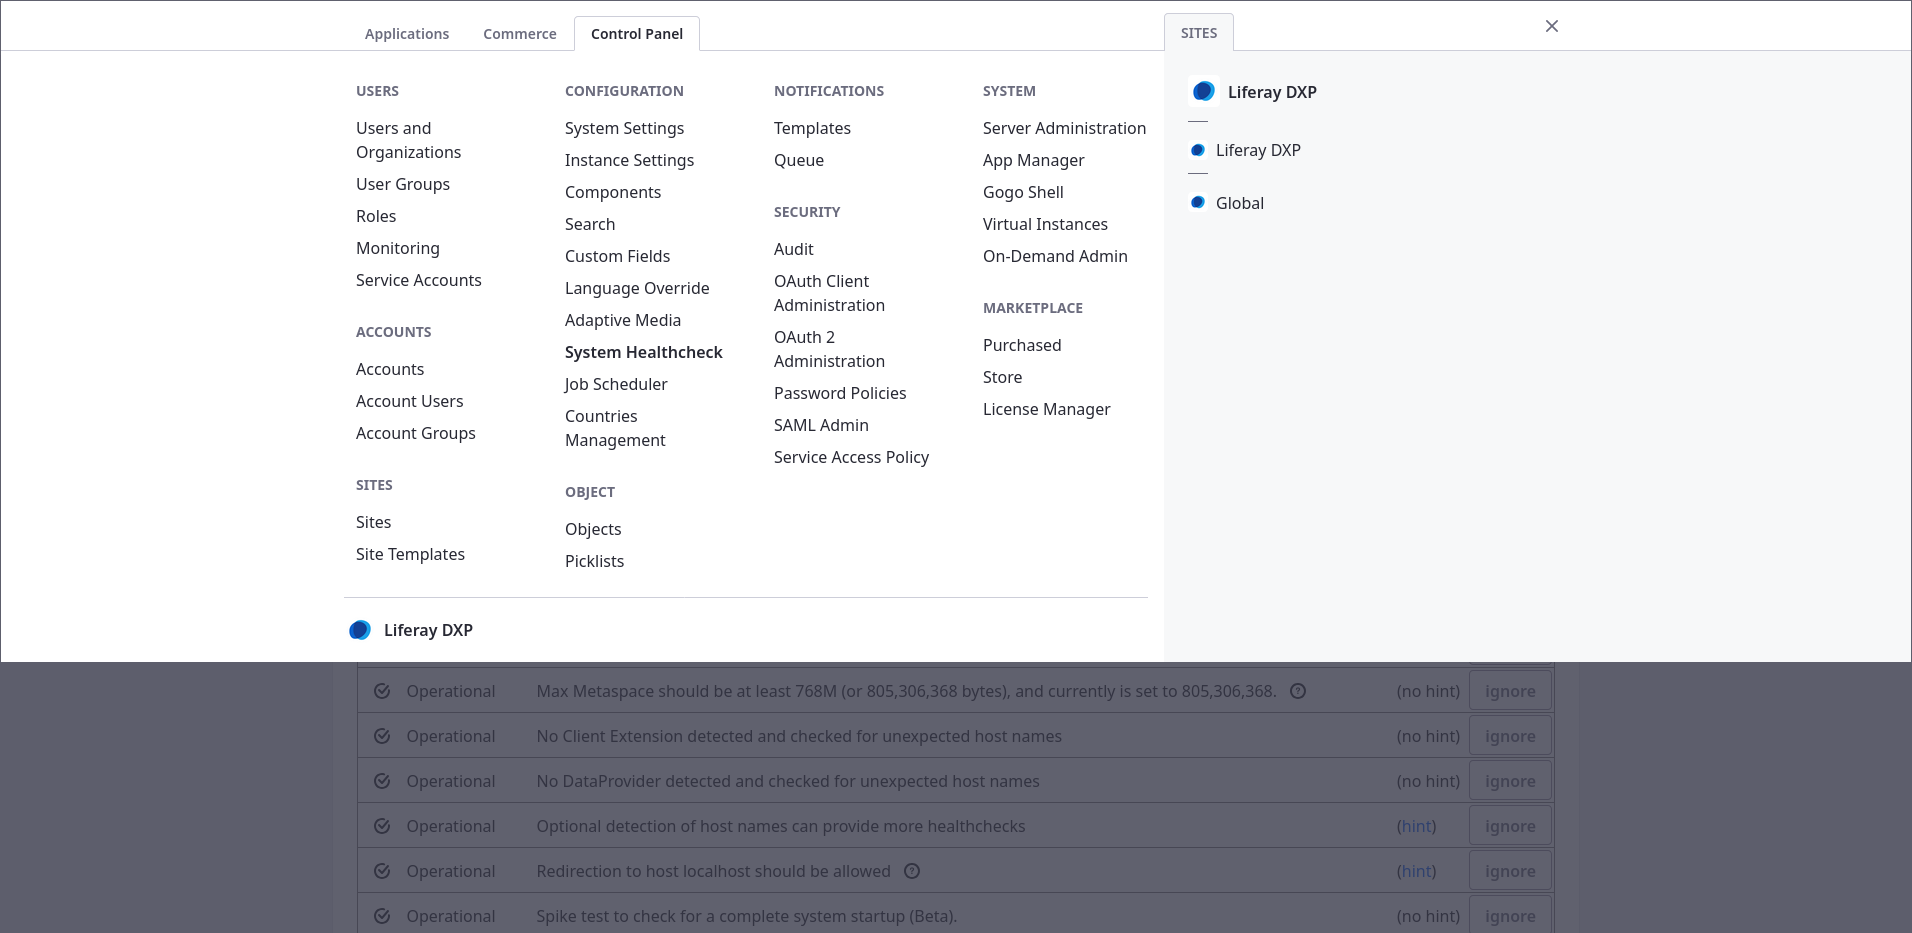 Applications
Commerce
Control Panel
SITES
USERS
Users and
Organizations
User Groups
Roles
Monitoring
Service Accounts
ACCOUNTS
Accounts
Account Users
Account Groups
SITES
Sites
Site Templates
CONFIGURATION
System Settings
Instance Settings
Components
Search
Custom Fields
Language Override
Adaptive Media
System Healthcheck
Job Scheduler
Countries
Management
OBJECT
Objects
Picklists
NOTIFICATIONS
Templates
Queue
SECURITY
Audit
OAuth Client
Administration
OAuth 2
Administration
Password Policies
SAML Admin
Service Access Policy
SYSTEM
Server Administration
App Manager
Gogo Shell
Virtual Instances
On-Demand Admin
MARKETPLACE
Purchased
Store
License Manager
Liferay DXP
Liferay DXP
Global
Liferay DXP
Operational Max Metaspace should be at least 768M (or 805,306,368 bytes), and currently is set to 805,306,368. (no hint) ignore
Operational No Client Extension detected and checked for unexpected host names (no hint) ignore
Operational No DataProvider detected and checked for unexpected host names (no hint) ignore
Operational Optional detection of host names can provide more healthchecks (hint) ignore
Operational Redirection to host localhost should be allowed (hint) ignore
Operational Spike test to check for a complete system startup (Beta). (no hint) ignore